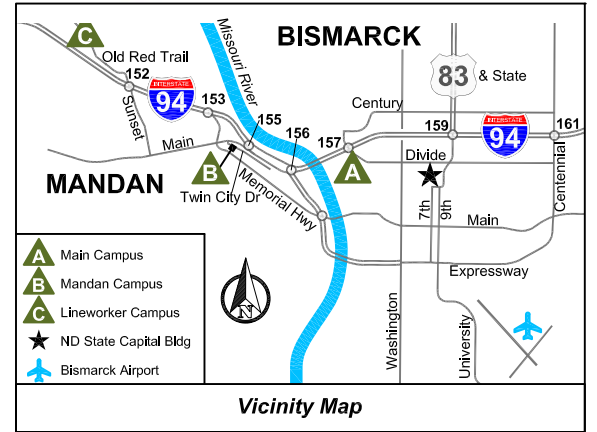 BISMARCK
C
Old Red Trail
152
INTERSTATE
94
Sunset
153
Missouri River
83
& State
Century
155
156
157
159
INTERSTATE
94
161
Main
B
A
Divide
MANDAN
Twin City Dr
Memorial Hwy
7th
9th
Centennial
Main
Expressway
Washington
University
A Main Campus
B Mandan Campus
C Lineworker Campus
ND State Capital Bldg
Bismarck Airport
N
Vicinity Map